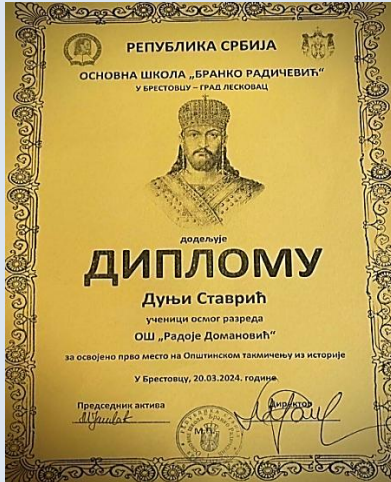 РЕПУБЛИКА СРБИЈА
ОСНОВНА ШКОЛА „БРАНКО РАДИЧЕВИЋ“
У БРЕСТОВЦУ – ГРАД ЛЕСКОВАЦ
додељује
ДИПЛОМУ
Дуњи Ставрић
ученици осмог разреда
ОШ „Радоје Домановић“
за освојено прво место на Општинском такмичењу из историје
У Брестовцу, 20.03.2024. године
Председник актива
Директор